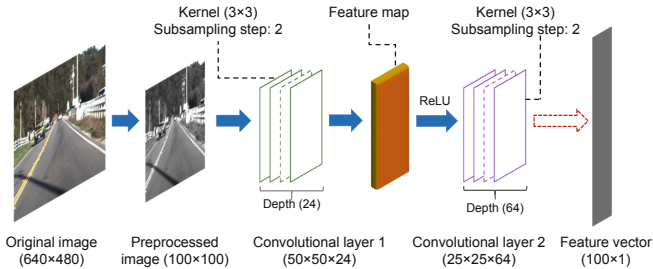 Kernel (3×3)
Subsampling step: 2
Feature map
Kernel (3×3)
Subsampling step: 2
ReLU
Depth (24)
Depth (64)
Original image
(640×480)
Preprocessed
image (100×100)
Convolutional layer 1
(50×50×24)
Convolutional layer 2
(25×25×64)
Feature vector
(100×1)